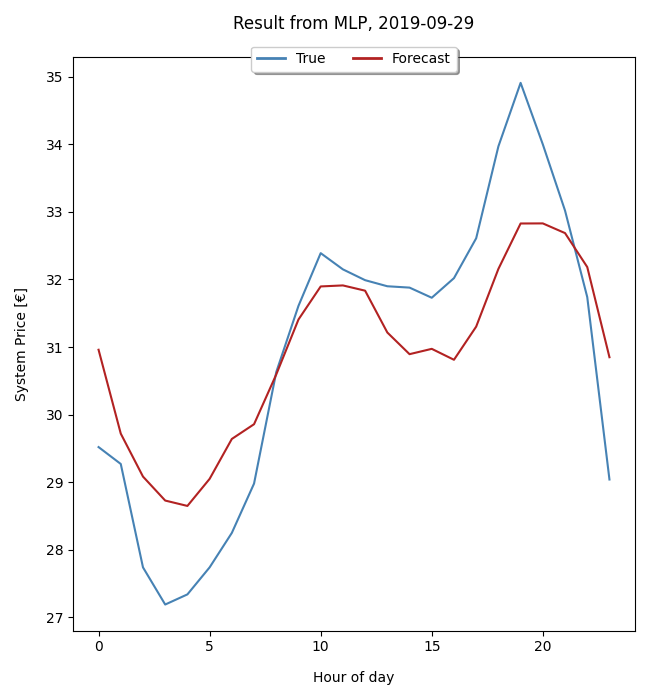 Result from MLP, 2019-09-29
True
Forecast
35
34
33
32
31
30
29
28
27
System Price [€]
0
5
10
15
20
Hour of day